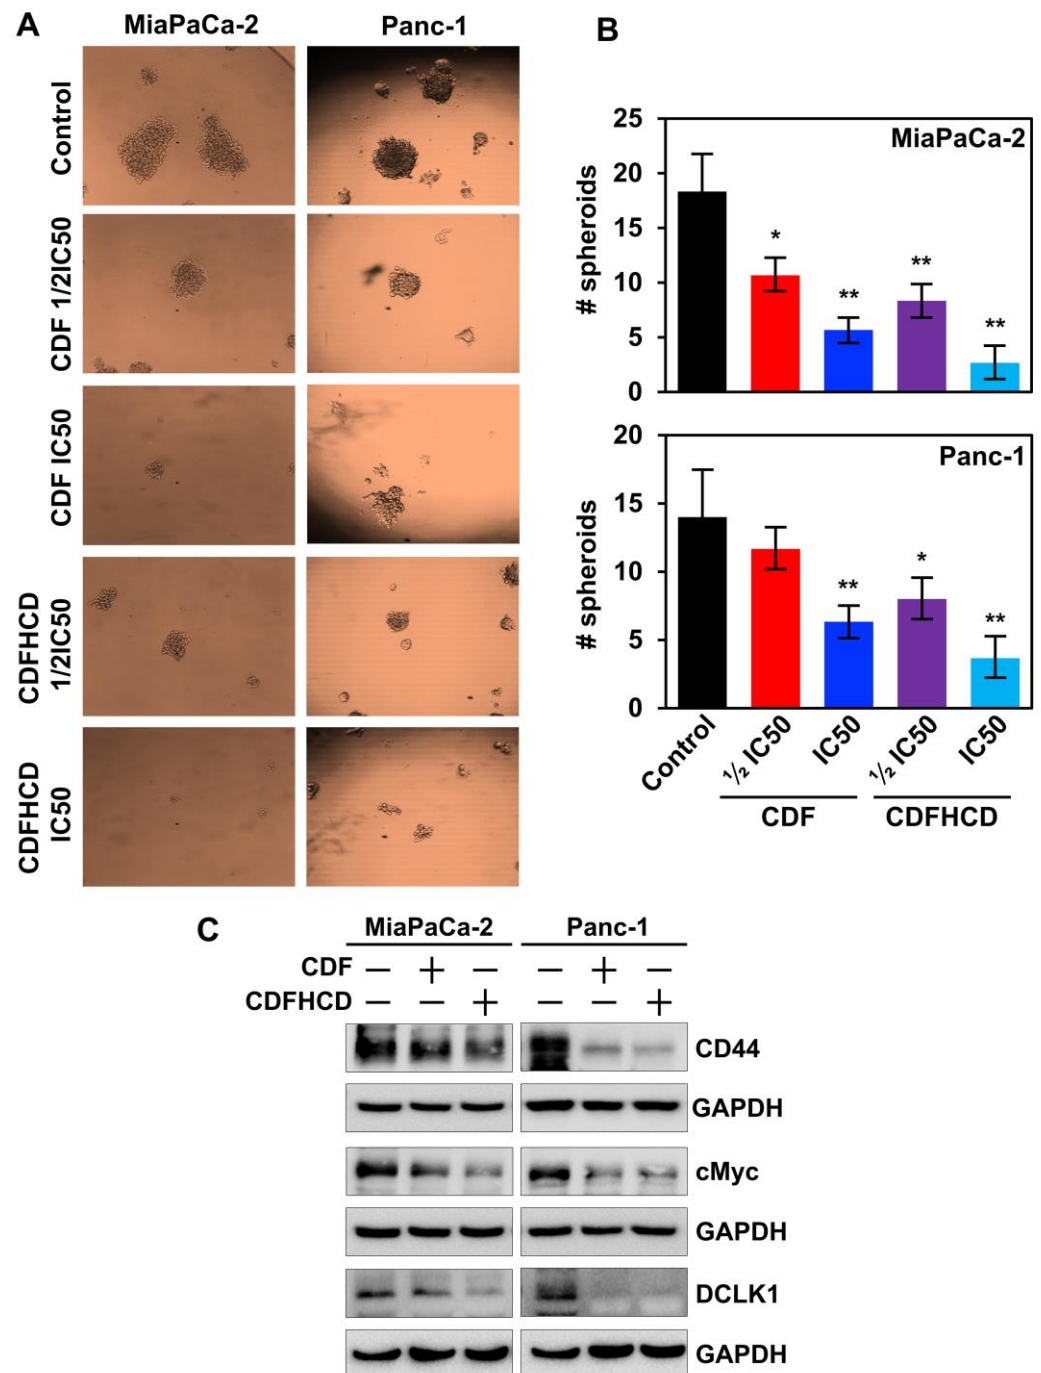 A
MiaPaCa-2
Panc-1
Control
CDF 1/2IC50
CDF IC50
CDFHCD
1/2IC50
CDFHCD
IC50
B
MiaPaCa-2
# spheroids
25
20
15
10
5
0
*
**
**
**
Panc-1
# spheroids
20
15
10
5
0
**
*
**
Control
½ IC50
IC50
½ IC50
IC50
CDF
CDFHCD
C
MiaPaCa-2
Panc-1
CDF — + — — + —
CDFHCD — — + — — +
CD44
GAPDH
cMyc
GAPDH
DCLK1
GAPDH